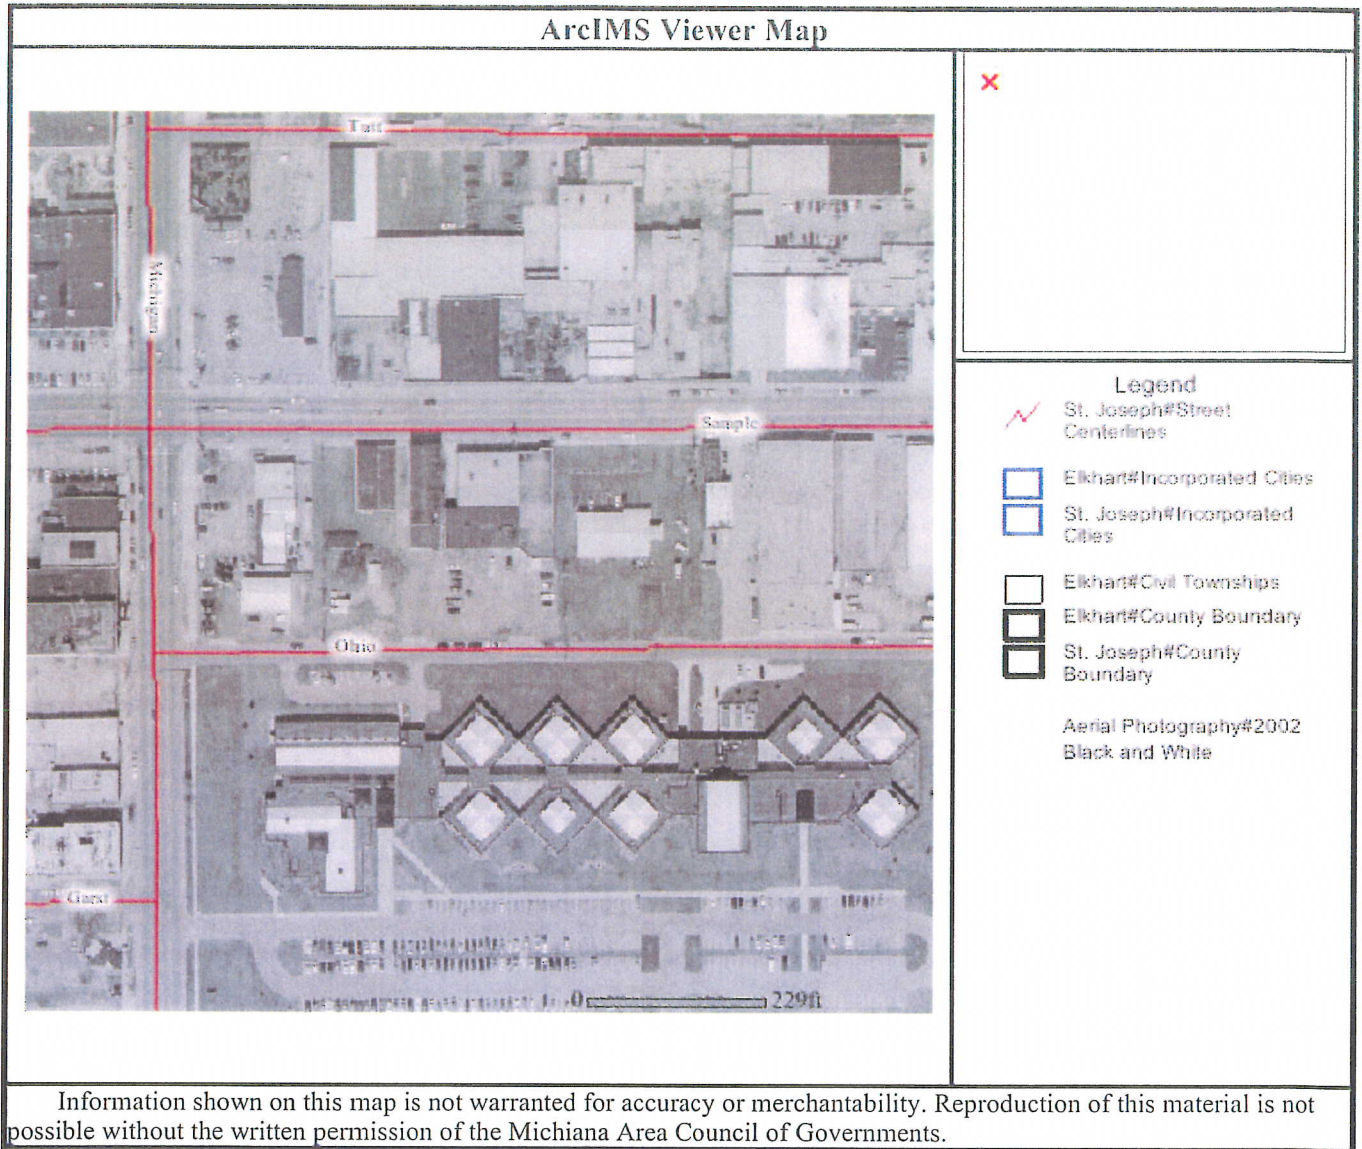 ArcIMS Viewer Map
Tutt
Michigan
Sample
Ohio
Garst
0 229ft
Legend
St. Joseph#Street
Centerlines
Elkhart#Incorporated Cities
St. Joseph#Incorporated
Cities
Elkhart#Civil Townships
Elkhart#County Boundary
St. Joseph#County
Boundary
Aerial Photography#2002
Black and White
Information shown on this map is not warranted for accuracy or merchantability. Reproduction of this material is not
possible without the written permission of the Michiana Area Council of Governments.